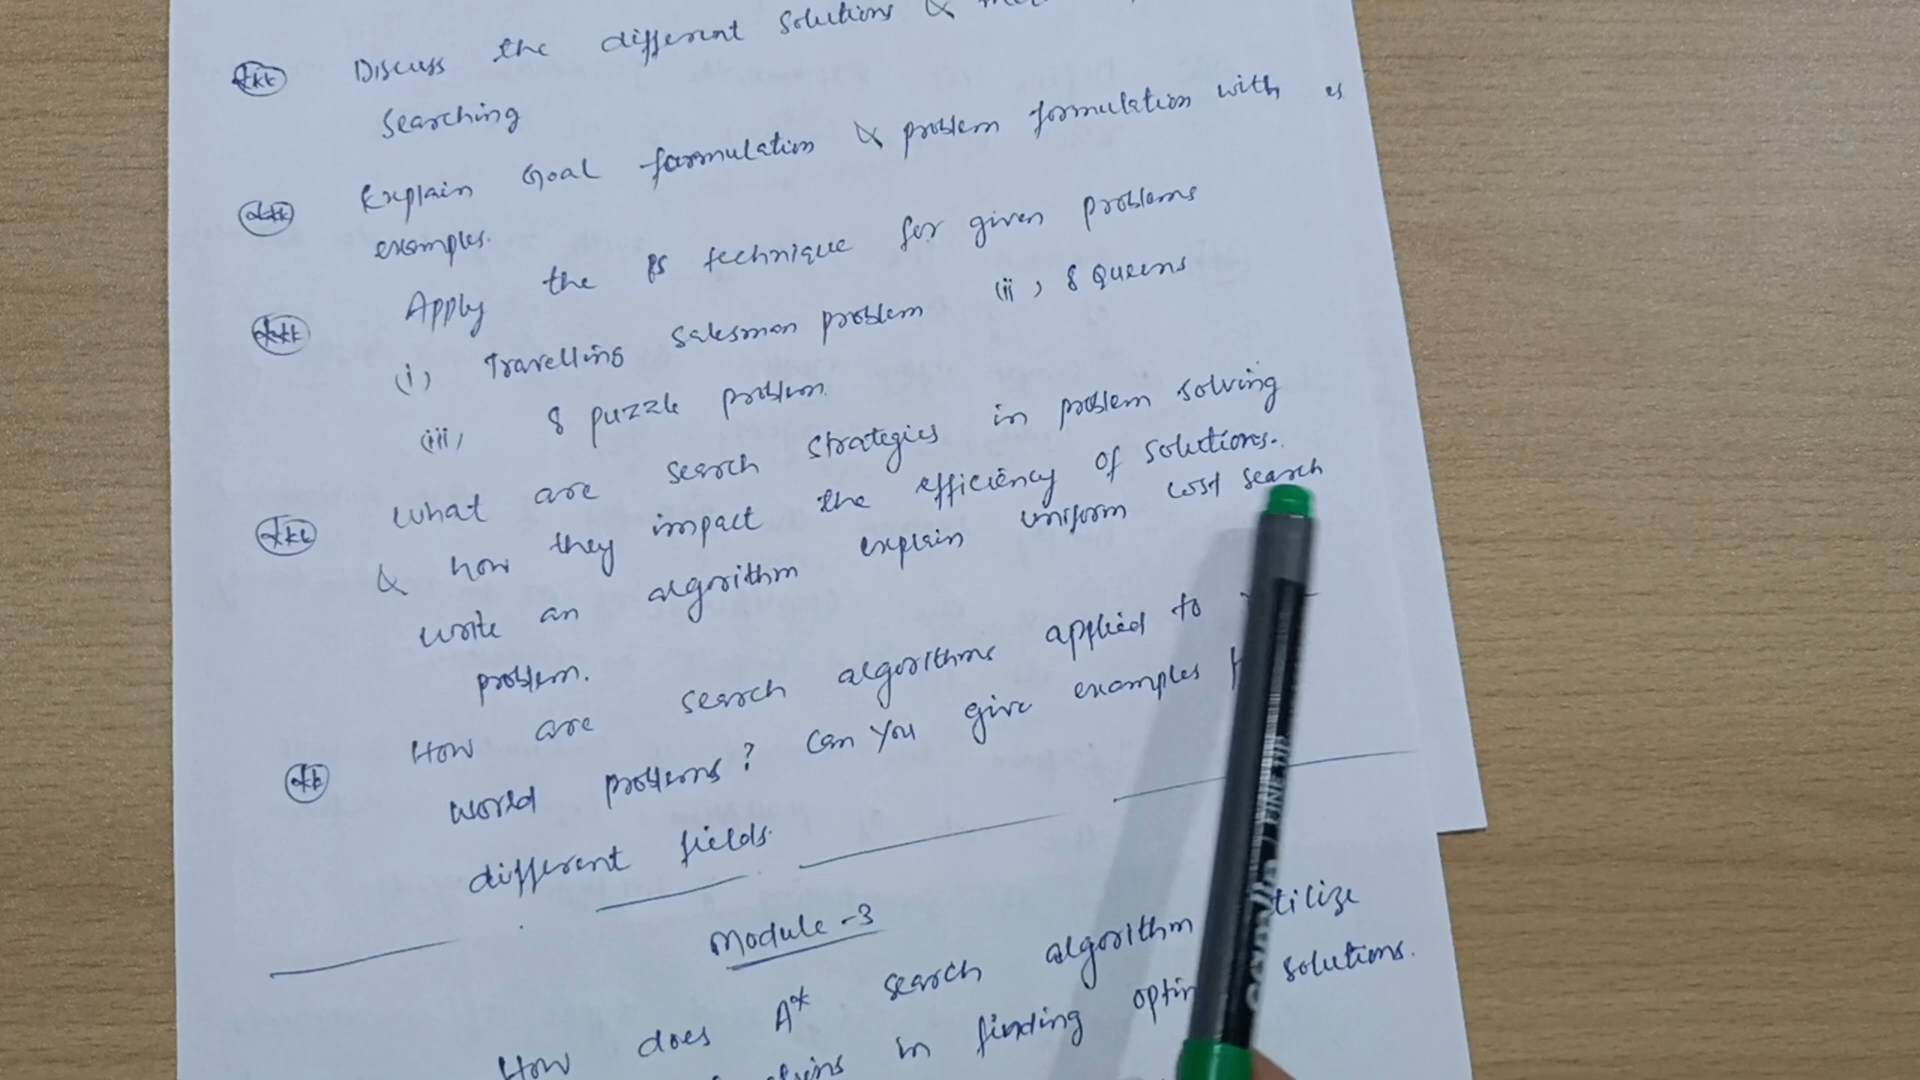 Discuss the different solutions &
Searching
Explain Goal formulation & problem formulation with
examples.
Apply the PS technique for given problems
(i) Travelling salesman problem (ii) 8 Queens
(iii) 8 puzzle problem
What are search strategies in problem solving
& how they impact the efficiency of solutions.
Write an algorithm explain uniform cost search
problem.
How are search algorithms applied to
world problems? Can you give examples
different fields.
Module -3
How does A* search algorithm
in finding solutions.